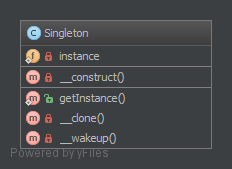 C Singleton
f instance
m __construct()
m getInstance()
m __clone()
m __wakeup()
Powered by yFiles